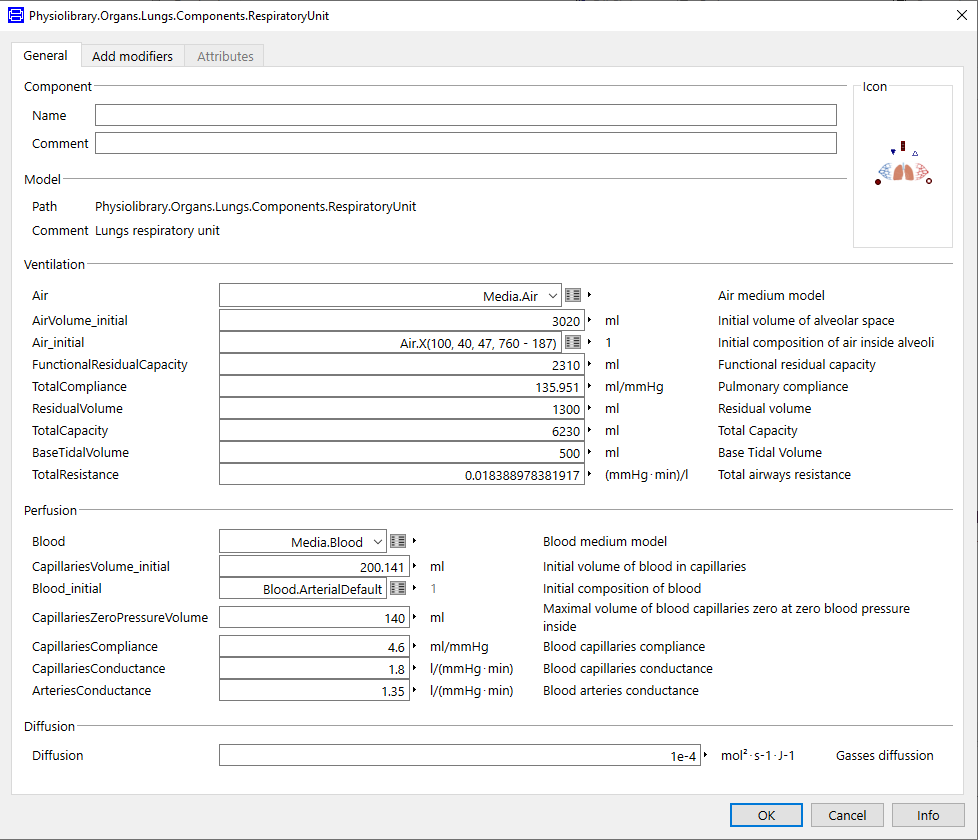 Physiolibrary.Organs.Lungs.Components.RespiratoryUnit
General Add modifiers Attributes
Component Icon
Name
Comment
Model
Path Physiolibrary.Organs.Lungs.Components.RespiratoryUnit
Comment Lungs respiratory unit
Ventilation
Air Media.Air Air medium model
AirVolume_initial 3020 ml Initial volume of alveolar space
Air_initial Air.X(100, 40, 47, 760 - 187) 1 Initial composition of air inside alveoli
FunctionalResidualCapacity 2310 ml Functional residual capacity
TotalCompliance 135.951 ml/mmHg Pulmonary compliance
ResidualVolume 1300 ml Residual volume
TotalCapacity 6230 ml Total Capacity
BaseTidalVolume 500 ml Base Tidal Volume
TotalResistance 0.018388978381917 (mmHg·min)/l Total airways resistance
Perfusion
Blood Media.Blood Blood medium model
CapillariesVolume_initial 200.141 ml Initial volume of blood in capillaries
Blood_initial Blood.ArterialDefault 1 Initial composition of blood
CapillariesZeroPressureVolume 140 ml Maximal volume of blood capillaries zero at zero blood pressure
inside
CapillariesCompliance 4.6 ml/mmHg Blood capillaries compliance
CapillariesConductance 1.8 l/(mmHg·min) Blood capillaries conductance
ArteriesConductance 1.35 l/(mmHg·min) Blood arteries conductance
Diffusion
Diffusion 1e-4 mol²·s-1·J-1 Gasses diffussion
OK Cancel Info